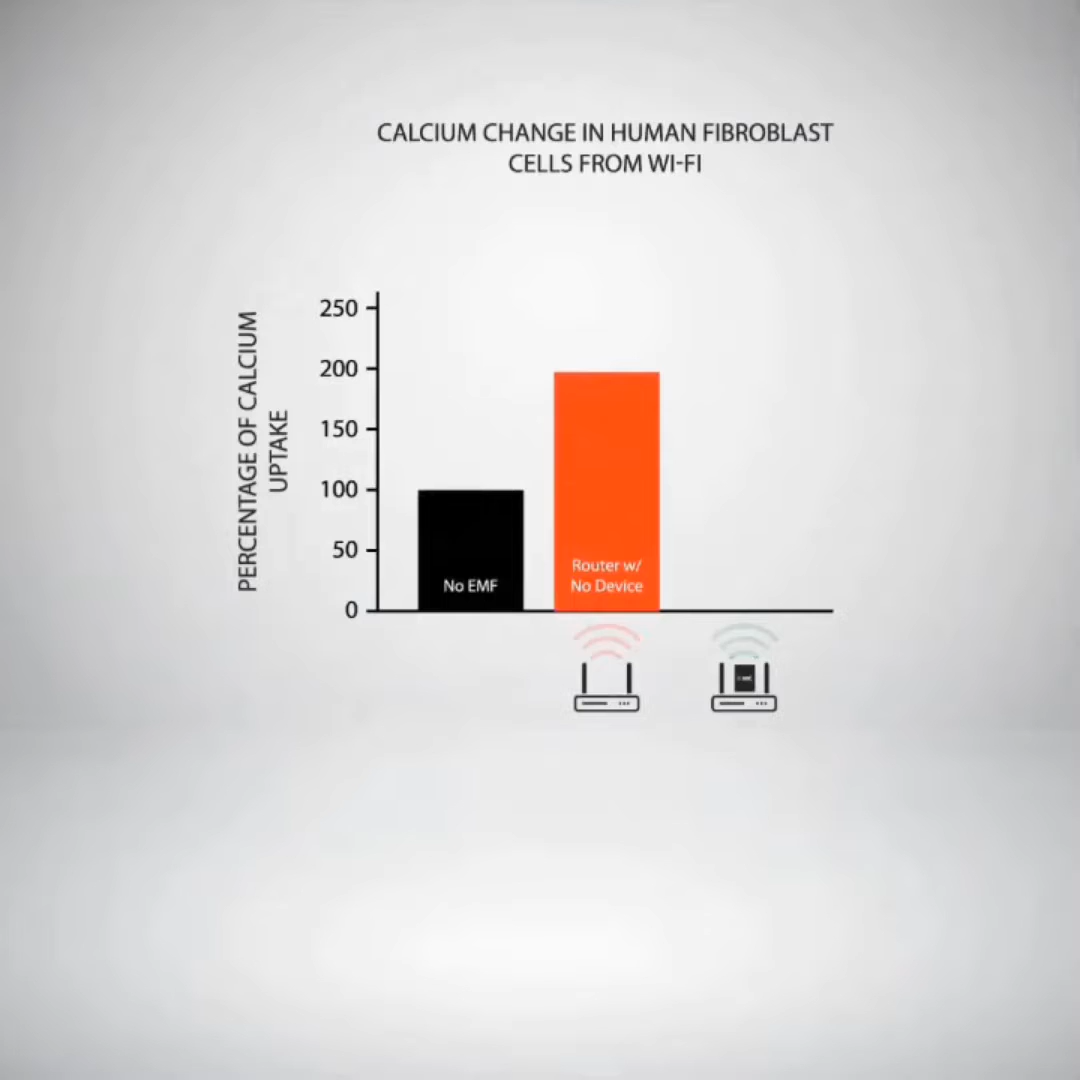 CALCIUM CHANGE IN HUMAN FIBROBLAST
CELLS FROM WI-FI
PERCENTAGE OF CALCIUM
UPTAKE
250
200
150
100
50
0
No EMF
Router w/
No Device